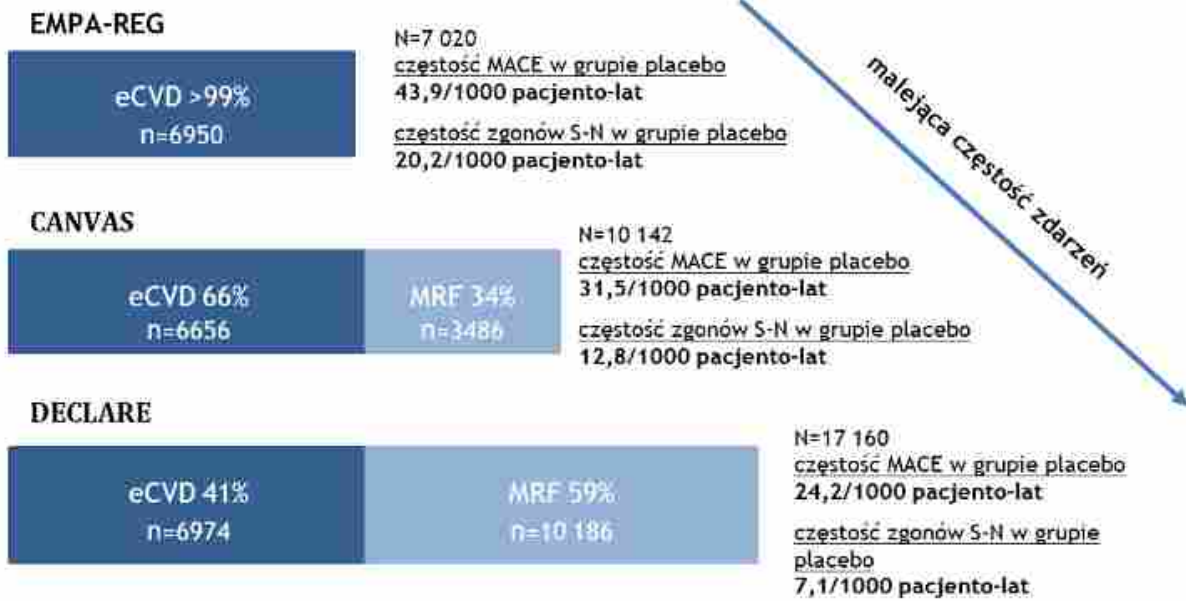 EMPA-REG
eCVD >99%
n=6950
N=7 020
częstość MACE w grupie placebo
43,9/1000 pacjento-lat
częstość zgonów S-N w grupie placebo
20,2/1000 pacjento-lat
malejąca częstość zdarzeń
CANVAS
eCVD 66%
n=6656
MRF 34%
n=3486
N=10 142
częstość MACE w grupie placebo
31,5/1000 pacjento-lat
częstość zgonów S-N w grupie placebo
12,8/1000 pacjento-lat
DECLARE
eCVD 41%
n=6974
MRF 59%
n=10 186
N=17 160
częstość MACE w grupie placebo
24,2/1000 pacjento-lat
częstość zgonów S-N w grupie
placebo
7,1/1000 pacjento-lat